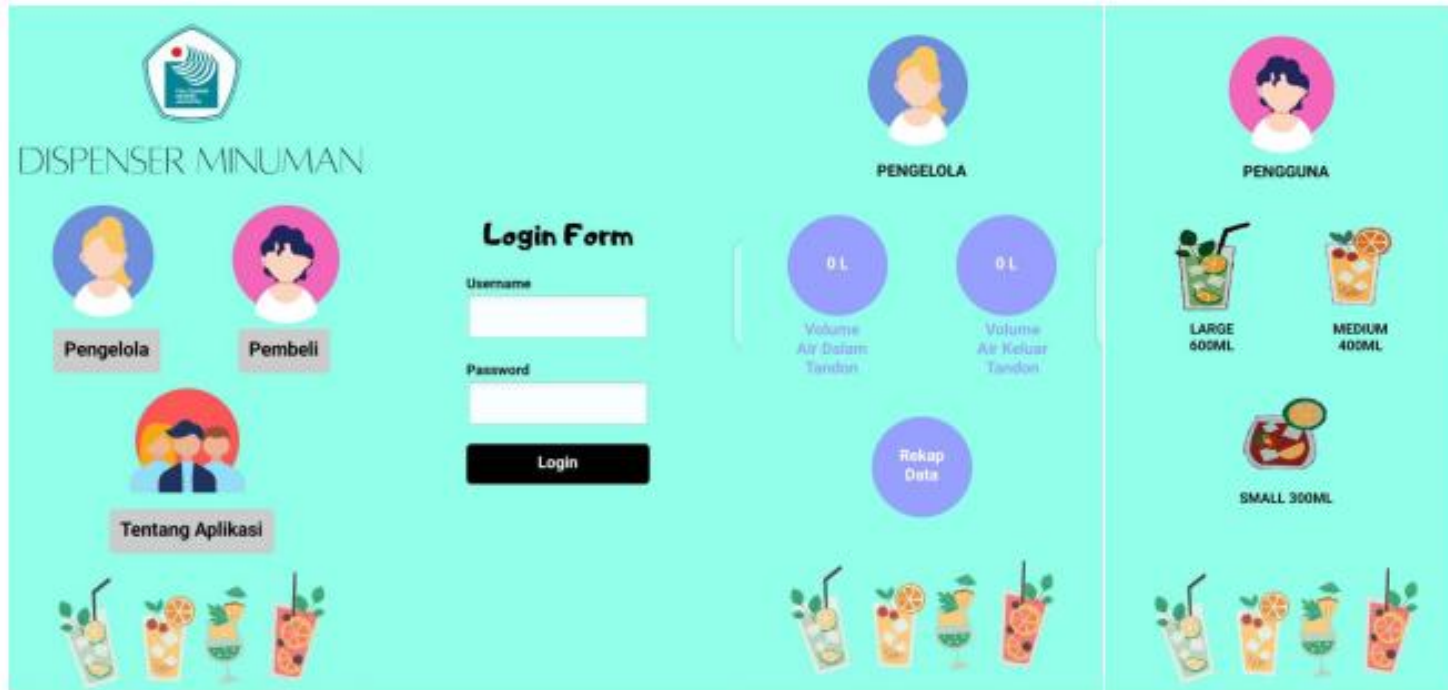 DISPENSER MINUMAN
Pengelola
Pembeli
Tentang Aplikasi
Login Form
Username
Password
Login
PENGELOLA
0 L
Volume
Air Dalam
Tandon
0 L
Volume
Air Keluar
Tandon
Rekap
Data
PENGGUNA
LARGE
600ML
MEDIUM
400ML
SMALL 300ML